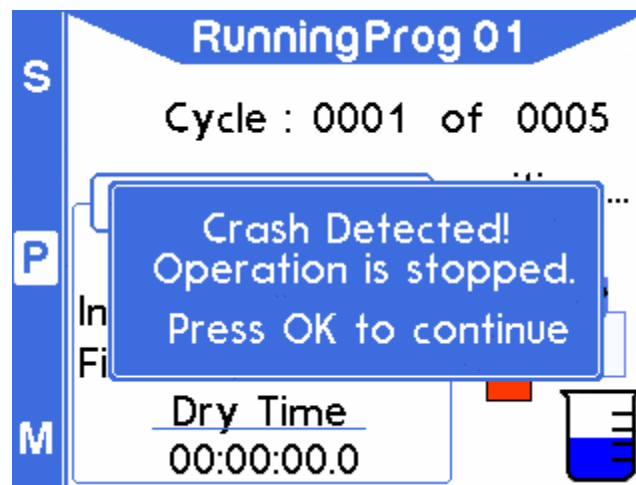 RunningProg 01
S
Cycle : 0001 of 0005
Crash Detected!
Operation is stopped.
P
Press OK to continue
Dry Time
M
00:00:00.0